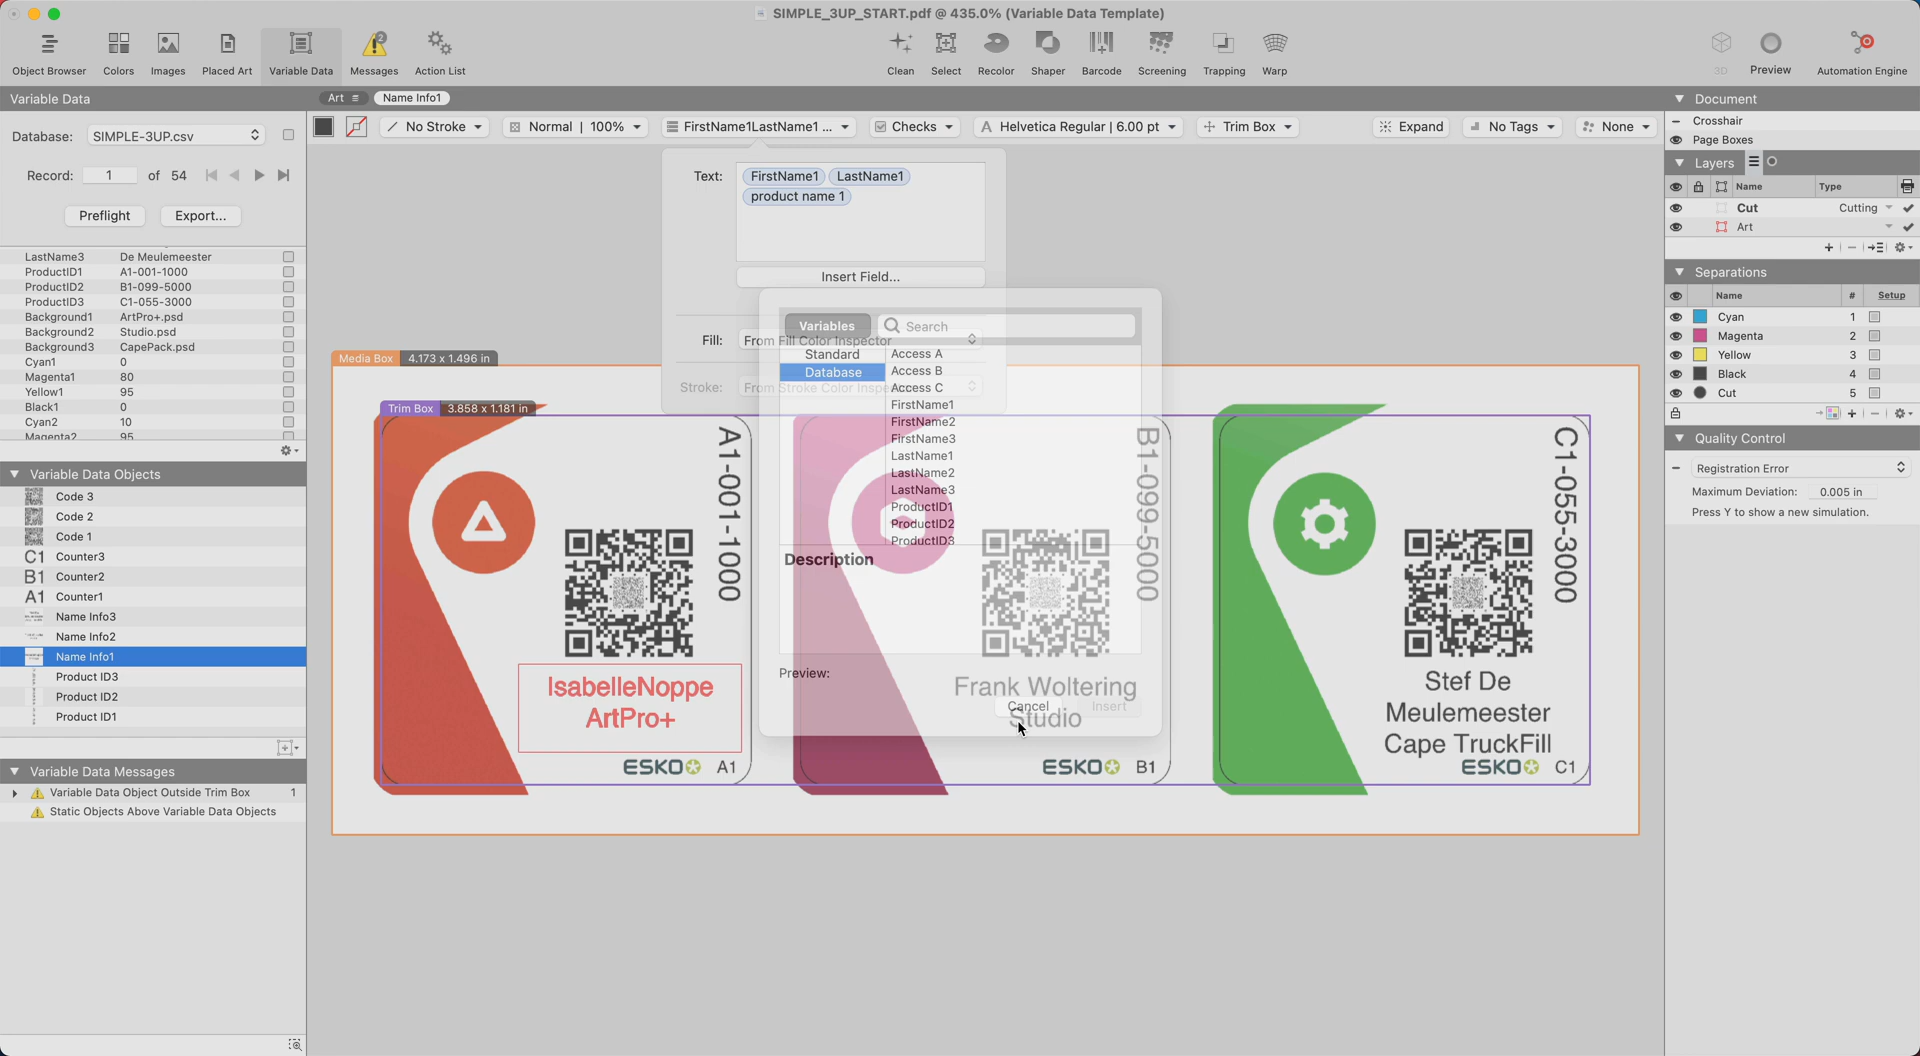 SIMPLE_3UP_START.pdf @ 435.0% (Variable Data Template)
Object Browser
Colors
Images
Placed Art
Variable Data
2
Messages
Action List
Clean
Select
Recolor
Shaper
Barcode
Screening
Trapping
Warp
3D
Preview
Automation Engine
Variable Data
Art
Name Info1
Document
Database: SIMPLE-3UP.csv
No Stroke
Normal | 100%
FirstName1LastName1 ...
Checks
Helvetica Regular | 6.00 pt
Trim Box
Expand
No Tags
None
Record: 1 of 54
Preflight
Export...
LastName3 De Meulemeester
ProductID1 A1-001-1000
ProductID2 B1-099-5000
ProductID3 C1-055-3000
Background1 ArtPro+.psd
Background2 Studio.psd
Background3 CapePack.psd
Cyan1 0
Magenta1 80
Yellow1 95
Black1 0
Cyan2 10
Magenta2 95
Variable Data Objects
Code 3
Code 2
Code 1
C1 Counter3
B1 Counter2
A1 Counter1
Name Info3
Name Info2
Name Info1
Product ID3
Product ID2
Product ID1
Variable Data Messages
Variable Data Object Outside Trim Box 1
Static Objects Above Variable Data Objects
Text: FirstName1 LastName1
product name 1
Insert Field...
Fill: From Fill Color Inspector
Stroke: From Stroke Color Inspector
Variables
Search
Standard
Database
Access A
Access B
Access C
FirstName1
FirstName2
FirstName3
LastName1
LastName2
LastName3
ProductID1
ProductID2
ProductID3
Description
Preview:
Cancel
Insert
Media Box 4.173 x 1.496 in
Trim Box 3.858 x 1.181 in
A1-001-1000
IsabelleNoppe
ArtPro+
ESKO A1
B1-099-5000
Frank Woltering
Studio
ESKO B1
C1-055-3000
Stef De
Meulemeester
Cape TruckFill
ESKO C1
Crosshair
Page Boxes
Layers
Name Type
Cut Cutting
Art
Separations
Name # Setup
Cyan 1
Magenta 2
Yellow 3
Black 4
Cut 5
Quality Control
Registration Error
Maximum Deviation: 0.005 in
Press Y to show a new simulation.